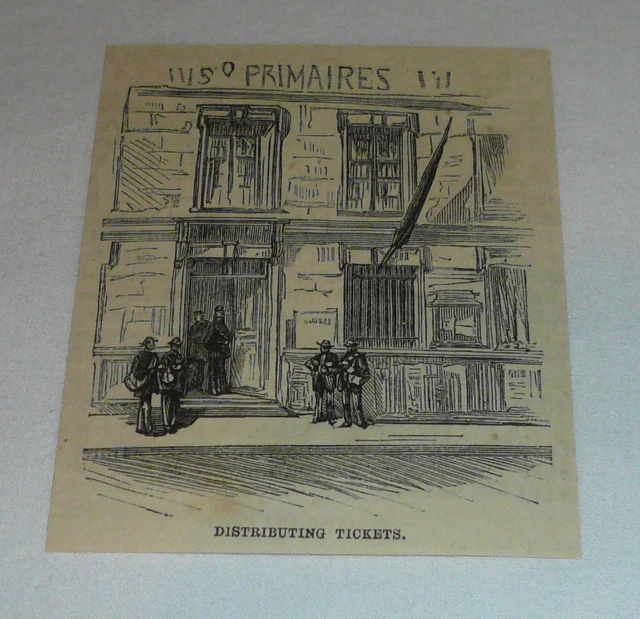 PRIMAIRES
DISTRIBUTING TICKETS.